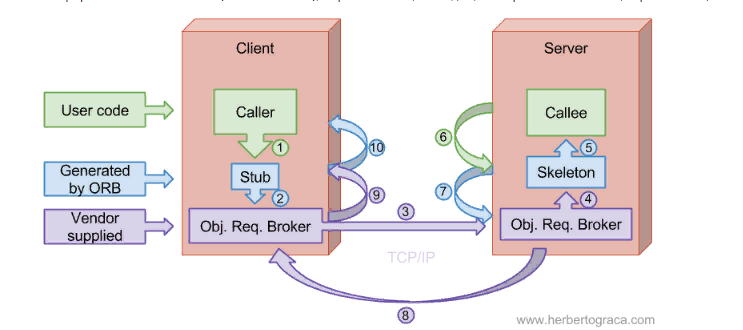 Client
Server
User code
Caller
Callee
1
6
10
5
Generated
by ORB
Stub
Skeleton
2
7
9
3
4
Vendor
supplied
Obj. Req. Broker
Obj. Req. Broker
TCP/IP
8
www.herbertograca.com